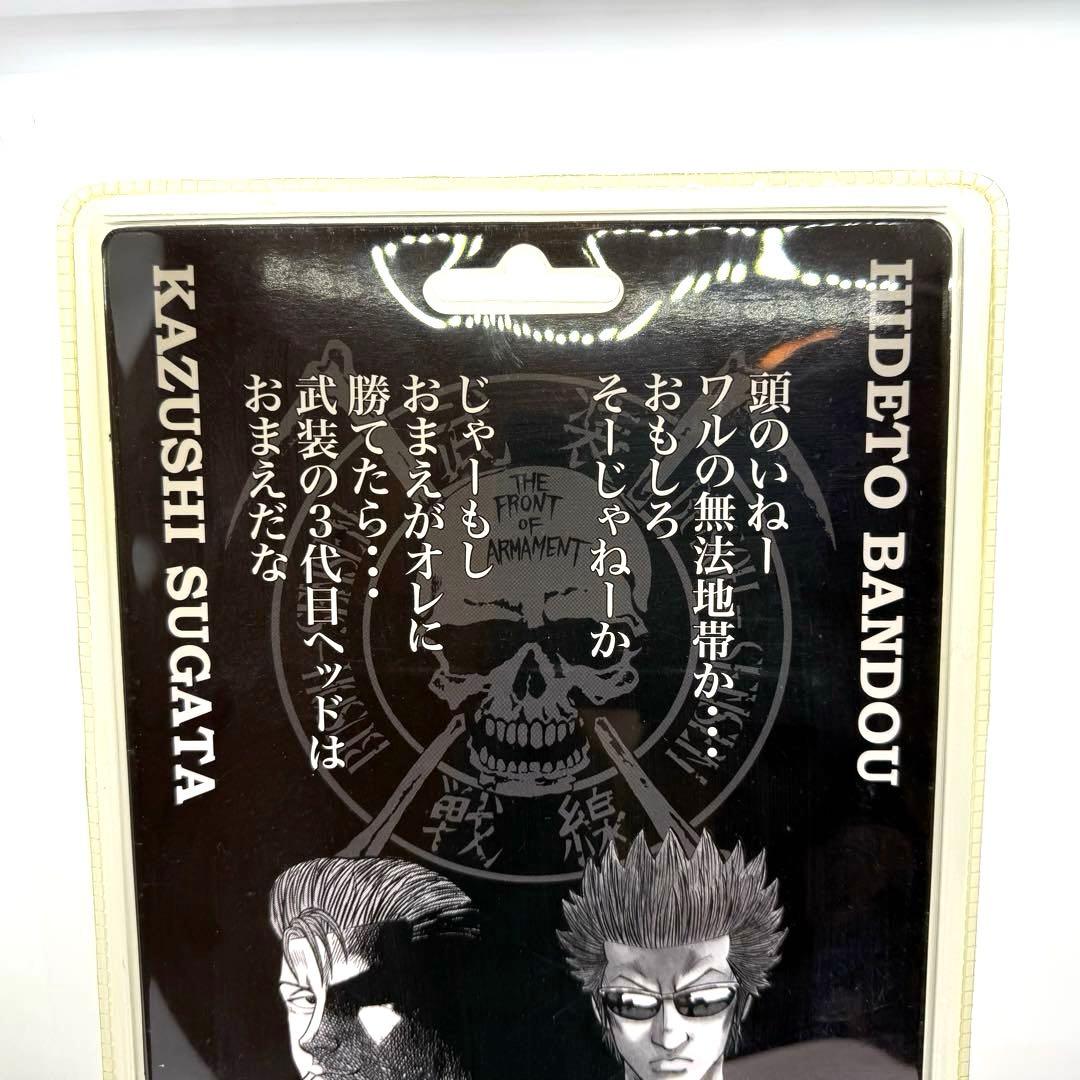 HIDETO BANDOU
頭のいねー
ワルの無法地帯か・・・
おもしろ
そーじゃねーか
じゃーもし
おまえがオレに
勝てたら・・・
武装の3代目ヘッドは
おまえだな
KAZUSHI SUGATA
武装
THE
FRONT
OF
ARMAMENT
戦線